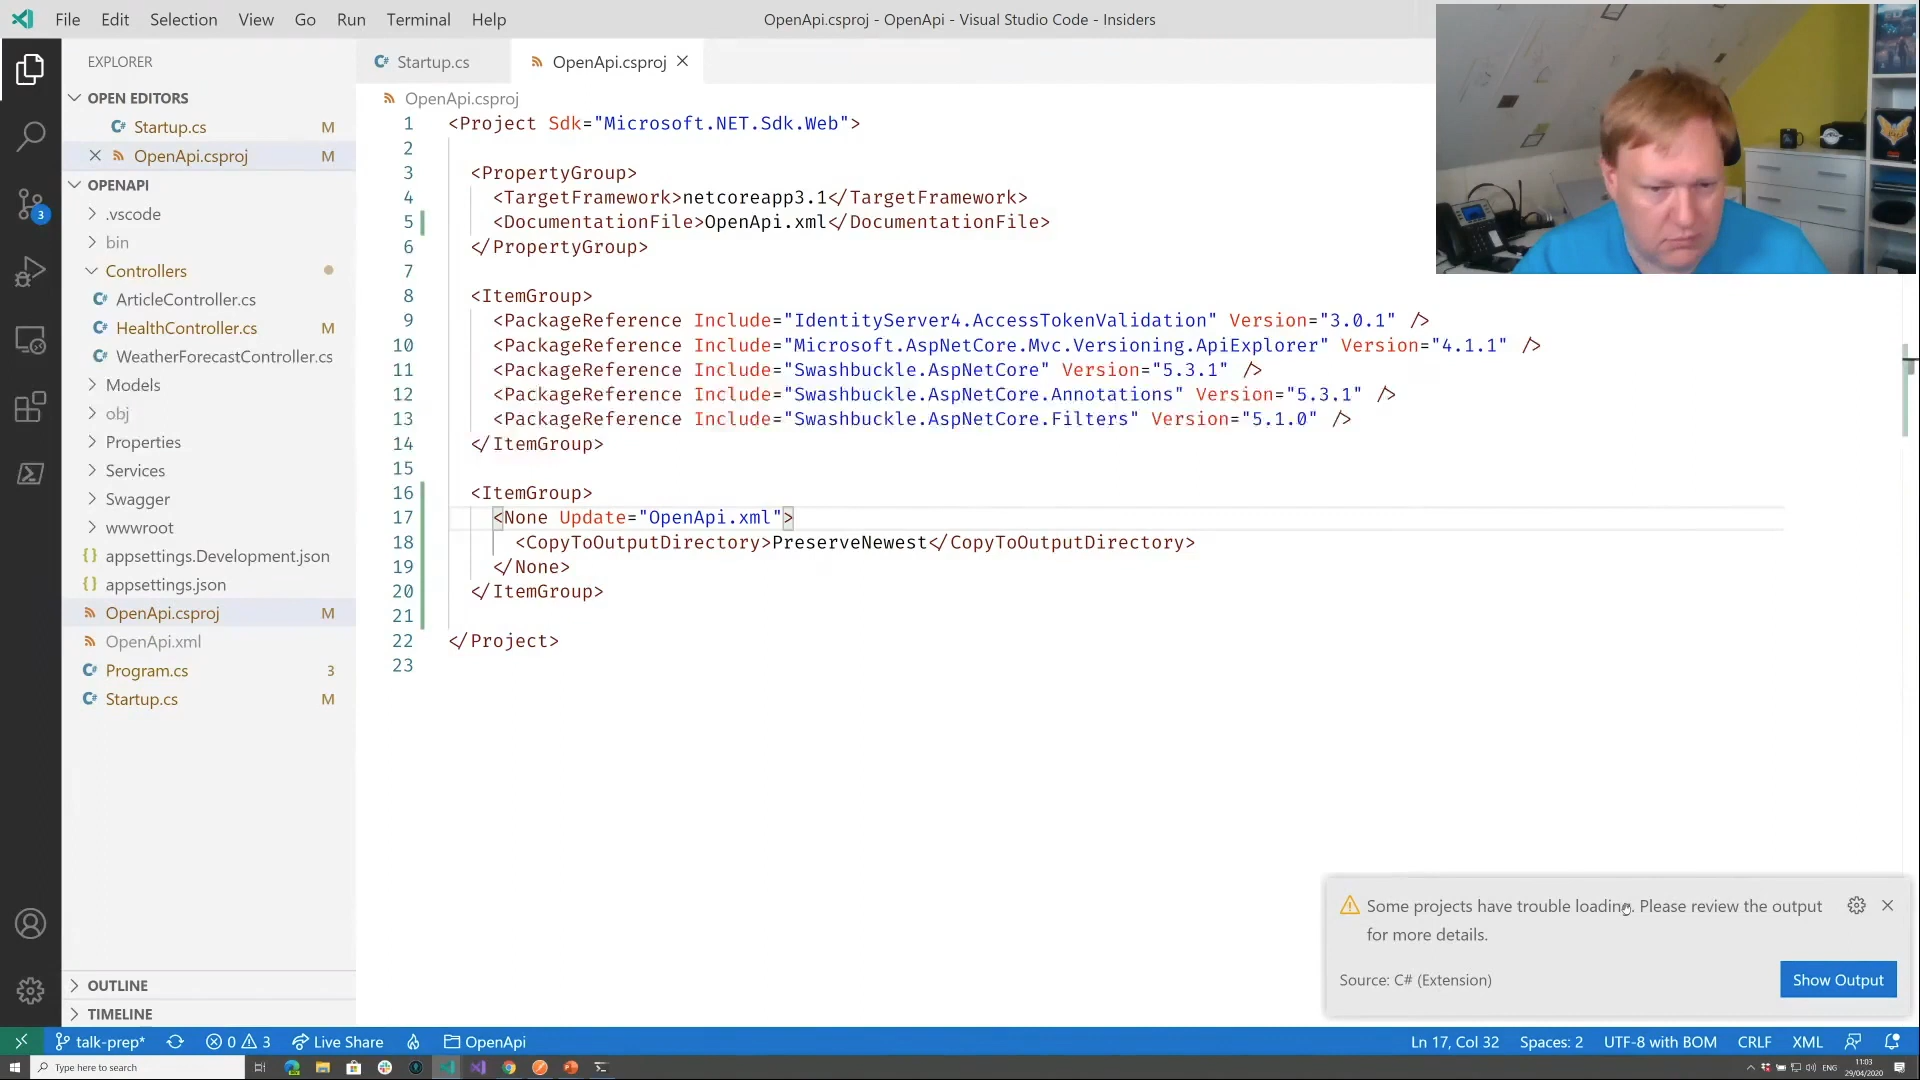 File Edit Selection View Go Run Terminal Help
OpenApi.csproj - OpenApi - Visual Studio Code - Insiders
EXPLORER
OPEN EDITORS
Startup.cs M
OpenApi.csproj M
OPENAPI
.vscode
bin
Controllers
ArticleController.cs
HealthController.cs M
WeatherForecastController.cs
Models
obj
Properties
Services
Swagger
wwwroot
appsettings.Development.json
appsettings.json
OpenApi.csproj M
OpenApi.xml
Program.cs 3
Startup.cs M
OUTLINE
TIMELINE
3
Startup.cs
OpenApi.csproj
OpenApi.csproj
1 <Project Sdk="Microsoft.NET.Sdk.Web">
2
3 <PropertyGroup>
4 <TargetFramework>netcoreapp3.1</TargetFramework>
5 <DocumentationFile>OpenApi.xml</DocumentationFile>
6 </PropertyGroup>
7
8 <ItemGroup>
9 <PackageReference Include="IdentityServer4.AccessTokenValidation" Version="3.0.1" />
10 <PackageReference Include="Microsoft.AspNetCore.Mvc.Versioning.ApiExplorer" Version="4.1.1" />
11 <PackageReference Include="Swashbuckle.AspNetCore" Version="5.3.1" />
12 <PackageReference Include="Swashbuckle.AspNetCore.Annotations" Version="5.3.1" />
13 <PackageReference Include="Swashbuckle.AspNetCore.Filters" Version="5.1.0" />
14 </ItemGroup>
15
16 <ItemGroup>
17 <None Update="OpenApi.xml">
18 <CopyToOutputDirectory>PreserveNewest</CopyToOutputDirectory>
19 </None>
20 </ItemGroup>
21
22 </Project>
23
Some projects have trouble loading. Please review the output
for more details.
Source: C# (Extension)
Show Output
talk-prep* 0 3 Live Share OpenApi
Ln 17, Col 32 Spaces: 2 UTF-8 with BOM CRLF XML
Type here to search
ENG
11:03
29/04/2020